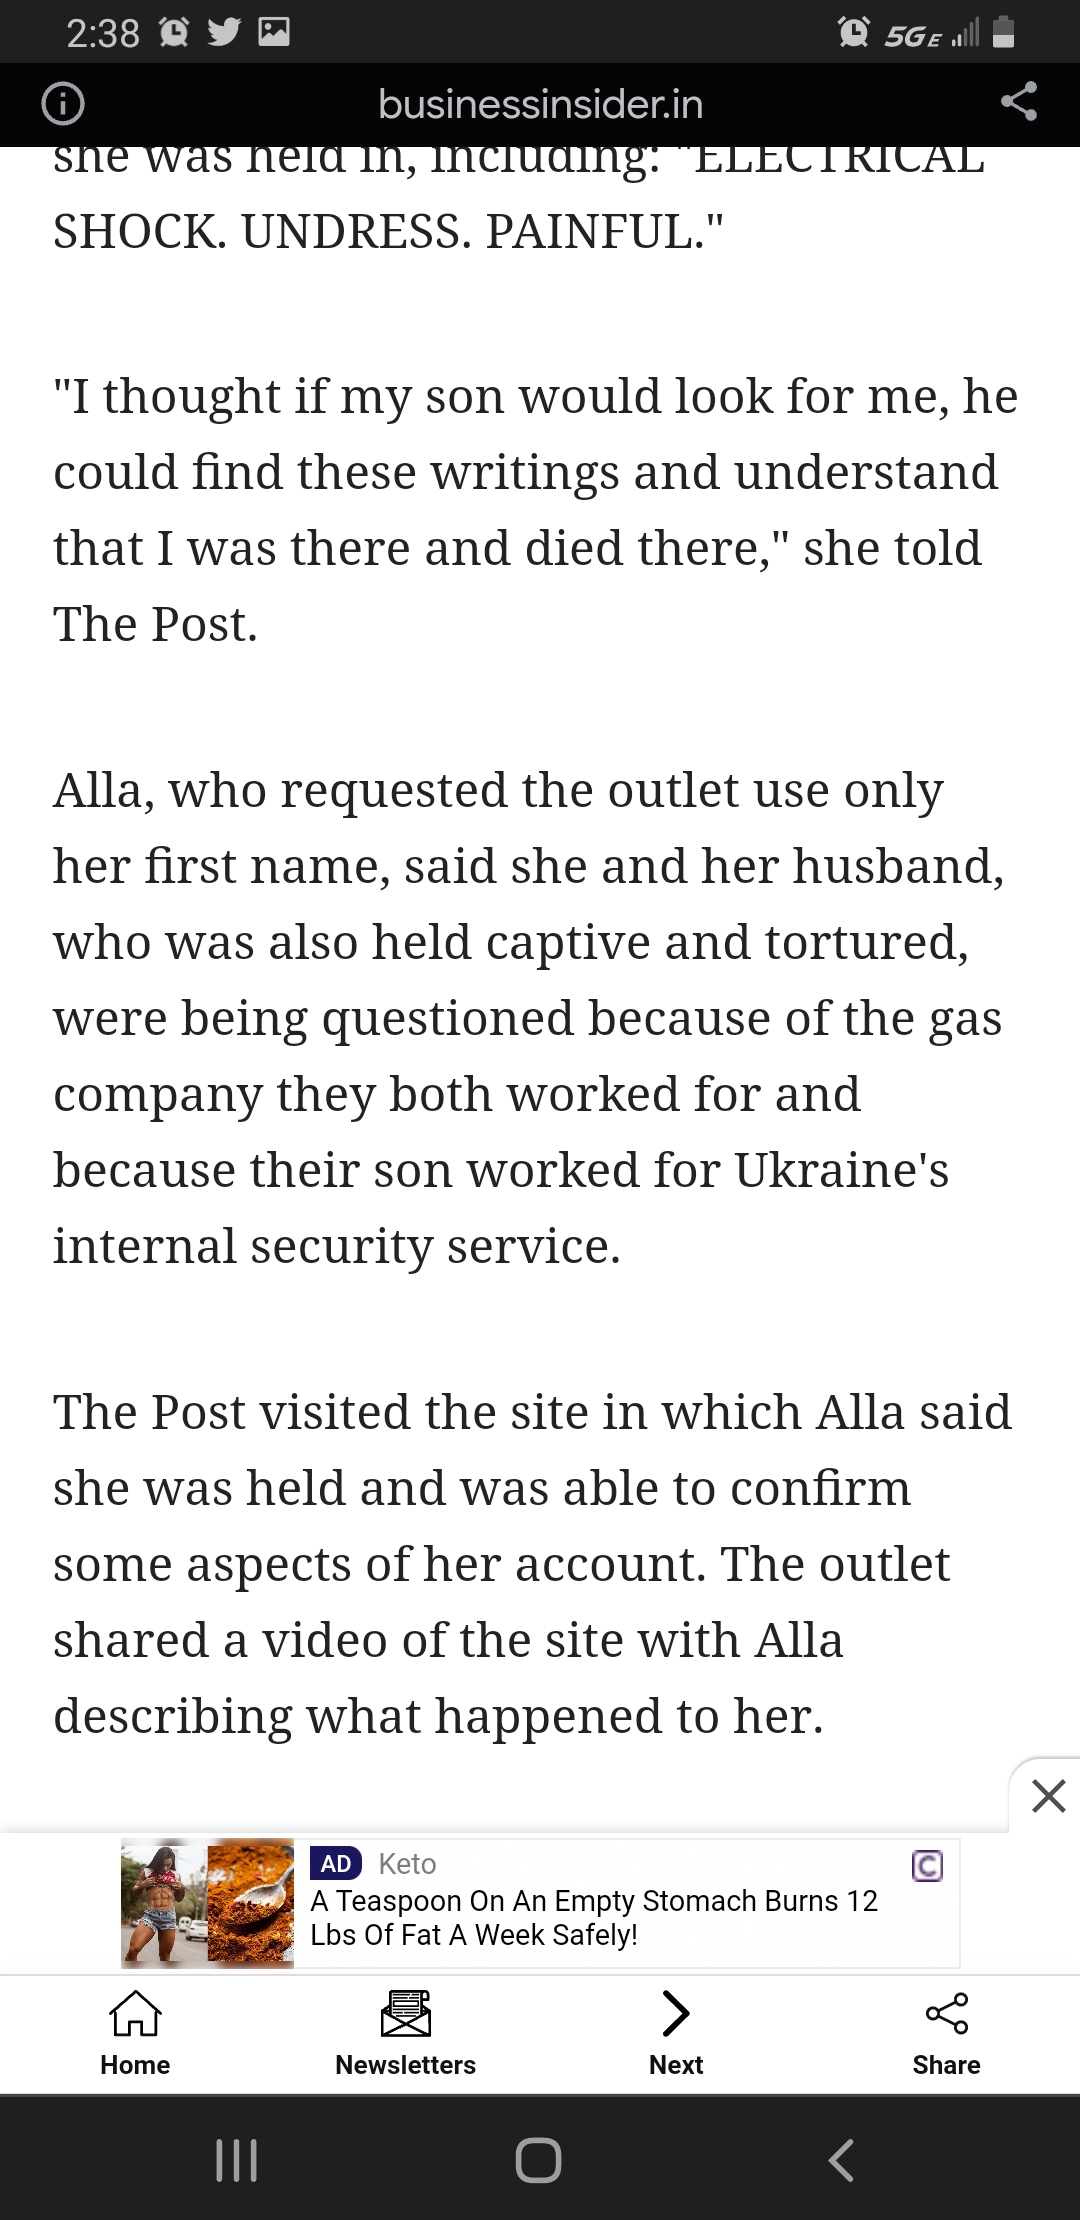 2:38
5GE
businessinsider.in
she was held in, including: "ELECTRICAL
SHOCK. UNDRESS. PAINFUL."
"I thought if my son would look for me, he
could find these writings and understand
that I was there and died there," she told
The Post.
Alla, who requested the outlet use only
her first name, said she and her husband,
who was also held captive and tortured,
were being questioned because of the gas
company they both worked for and
because their son worked for Ukraine's
internal security service.
The Post visited the site in which Alla said
she was held and was able to confirm
some aspects of her account. The outlet
shared a video of the site with Alla
describing what happened to her.
AD Keto
A Teaspoon On An Empty Stomach Burns 12
Lbs Of Fat A Week Safely!
Home Newsletters Next Share